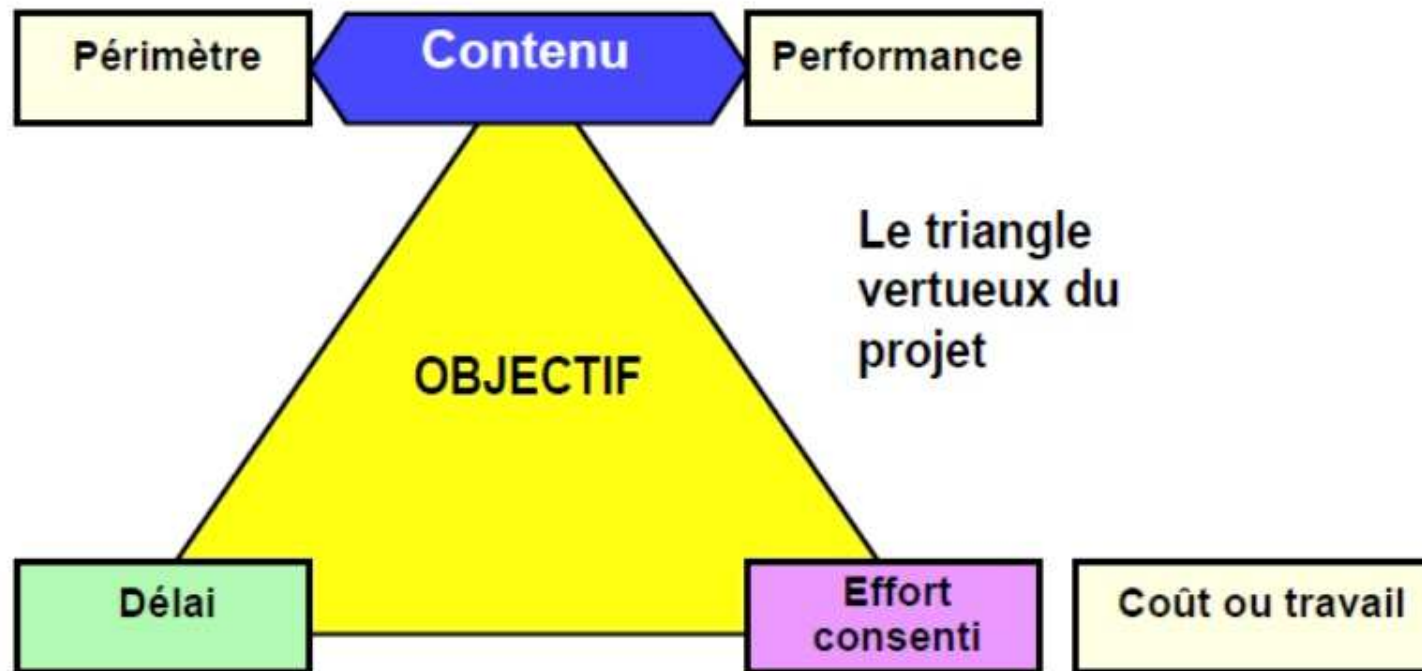 Périmètre
Contenu
Performance
Le triangle
vertueux du
projet
OBJECTIF
Délai
Effort
consenti
Coût ou travail